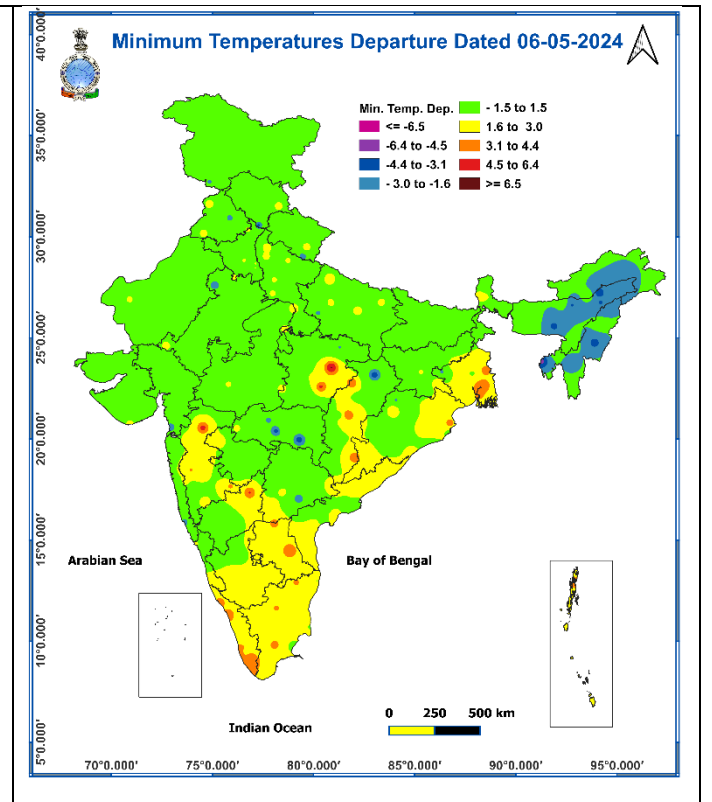 Minimum Temperatures Departure Dated 06-05-2024
Min. Temp. Dep.
<= -6.5
-6.4 to -4.5
-4.4 to -3.1
- 3.0 to -1.6
- 1.5 to 1.5
1.6 to 3.0
3.1 to 4.4
4.5 to 6.4
>= 6.5
40°0.000'
35°0.000'
30°0.000'
25°0.000'
20°0.000'
15°0.000'
10°0.000'
5°0.000'
Arabian Sea
Bay of Bengal
Indian Ocean
0 250 500 km
70°0.000' 75°0.000' 80°0.000' 85°0.000' 90°0.000' 95°0.000'